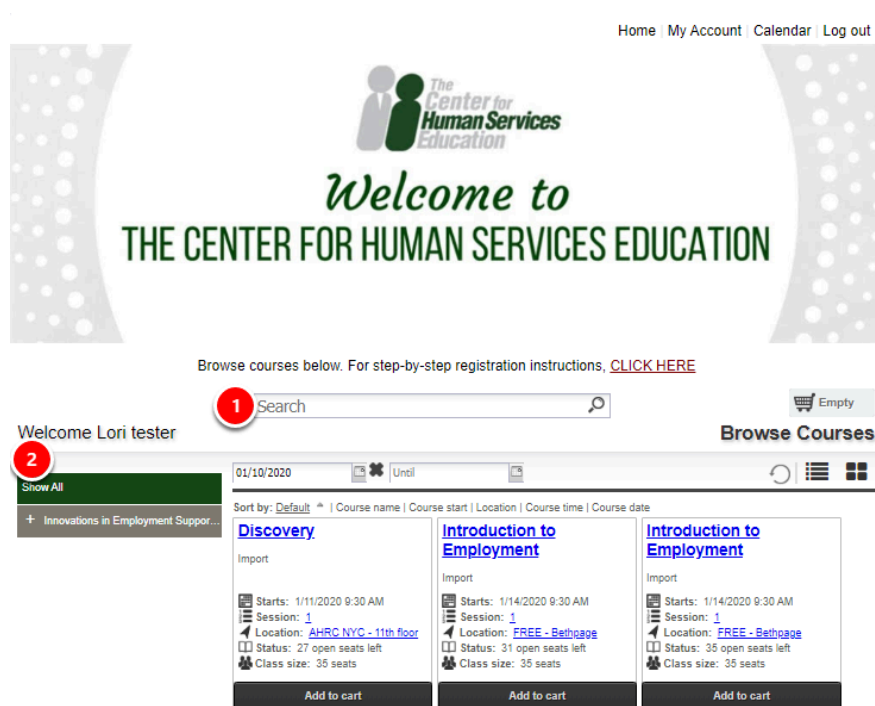 Home | My Account | Calendar | Log out
The
Center for
Human Services
Education
Welcome to
THE CENTER FOR HUMAN SERVICES EDUCATION
Browse courses below. For step-by-step registration instructions, CLICK HERE
1 Search Empty
Welcome Lori tester Browse Courses
2
01/10/2020 Until
Show All
Sort by: Default | Course name | Course start | Location | Course time | Course date
+ Innovations in Employment Suppor...
Discovery
Import
Starts: 1/11/2020 9:30 AM
Session: 1
Location: AHRC NYC - 11th floor
Status: 27 open seats left
Class size: 35 seats
Add to cart
Introduction to
Employment
Import
Starts: 1/14/2020 9:30 AM
Session: 1
Location: FREE - Bethpage
Status: 31 open seats left
Class size: 35 seats
Add to cart
Introduction to
Employment
Import
Starts: 1/14/2020 9:30 AM
Session: 1
Location: FREE - Bethpage
Status: 35 open seats left
Class size: 35 seats
Add to cart